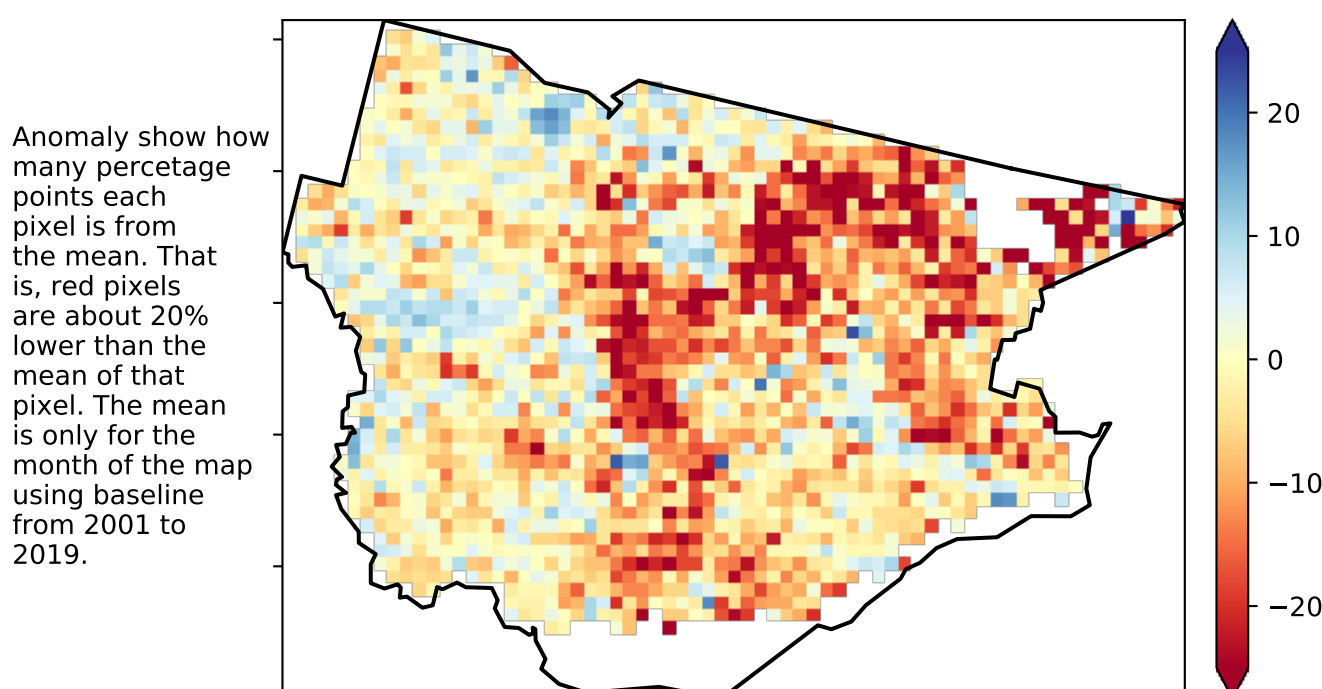 Anomaly show how
many percetage
points each
pixel is from
the mean. That
is, red pixels
are about 20%
lower than the
mean of that
pixel. The mean
is only for the
month of the map
using baseline
from 2001 to
2019.
20
10
0
−10
−20